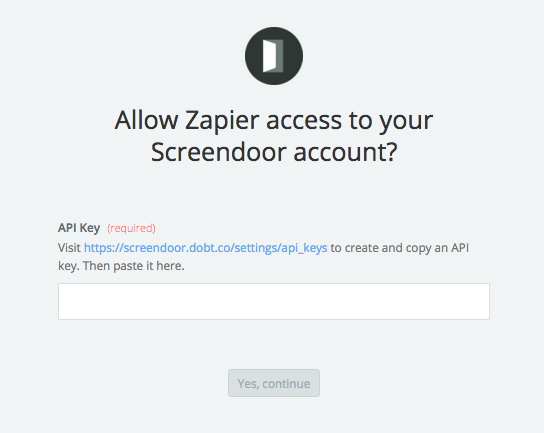 Allow Zapier access to your
Screendoor account?
API Key (required)
Visit https://screendoor.dobt.co/settings/api_keys to create and copy an API
key. Then paste it here.
Yes, continue